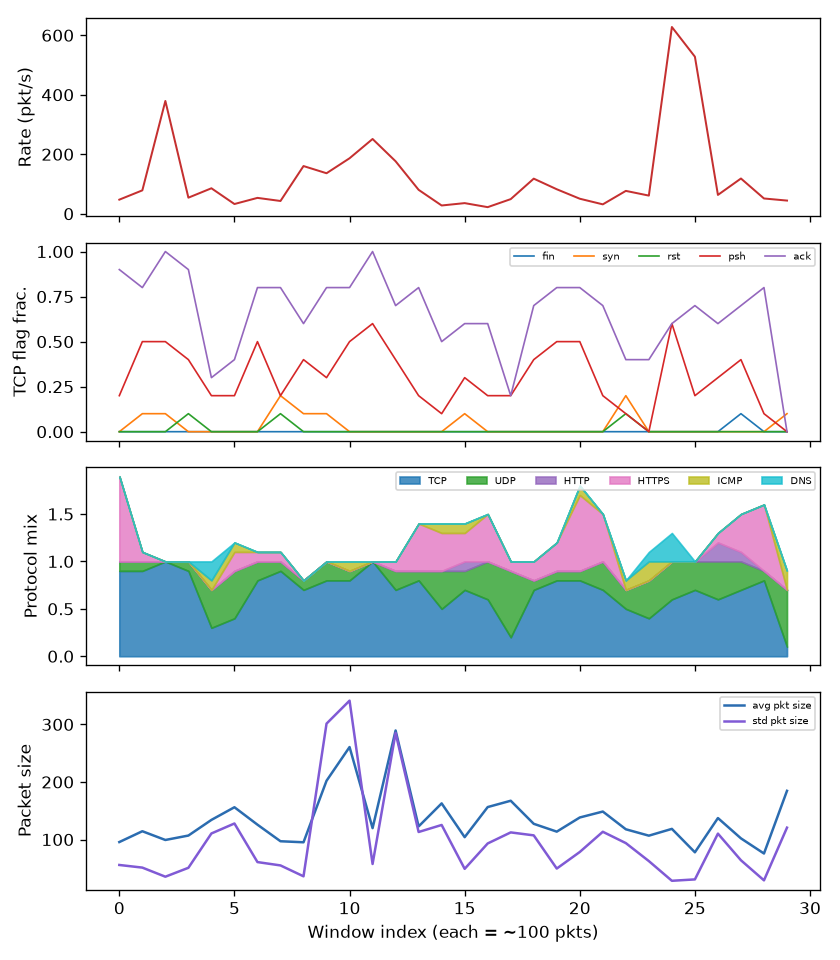 Rate (pkt/s)
600
400
200
0
TCP flag frac.
1.00
0.75
0.50
0.25
0.00
fin syn rst psh ack
Protocol mix
1.5
1.0
0.5
0.0
TCP UDP HTTP HTTPS ICMP DNS
Packet size
300
200
100
avg pkt size
std pkt size
0 5 10 15 20 25 30
Window index (each = ~100 pkts)